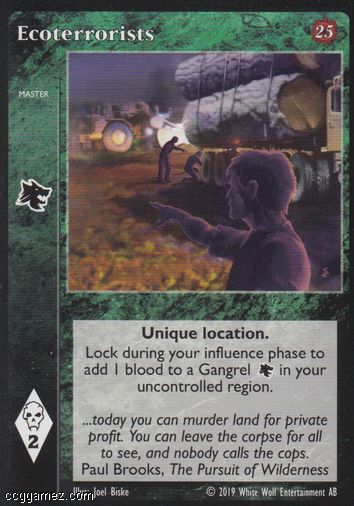 Ecoterrorists
25
MASTER
Unique location.
Lock during your influence phase to
add 1 blood to a Gangrel in your
uncontrolled region.
...today you can murder land for private
profit. You can leave the corpse for all
to see, and nobody calls the cops.
Paul Brooks, The Pursuit of Wilderness
2
Illus: Joel Biske
© 2019 White Wolf Entertainment AB
ccggamez.com